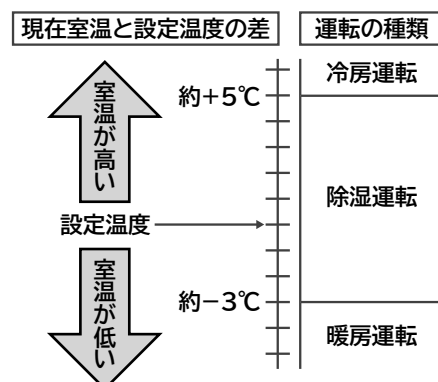 現在室温と設定温度の差
運転の種類
室温が高い
約+5℃
冷房運転
除湿運転
設定温度
約-3℃
室温が低い
暖房運転